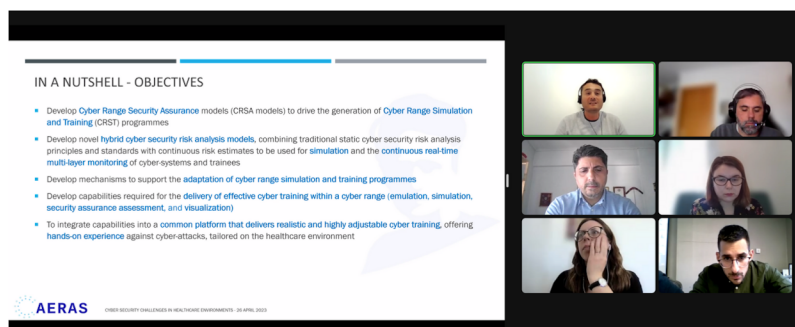 IN A NUTSHELL - OBJECTIVES
Develop Cyber Range Security Assurance models (CRSA models) to drive the generation of Cyber Range Simulation
and Training (CRST) programmes
Develop novel hybrid cyber security risk analysis models, combining traditional static cyber security risk analysis
principles and standards with continuous risk estimates to be used for simulation and the continuous real-time
multi-layer monitoring of cyber-systems and trainees
Develop mechanisms to support the adaptation of cyber range simulation and training programmes
Develop capabilities required for the delivery of effective cyber training within a cyber range (emulation, simulation,
security assurance assessment, and visualization)
To integrate capabilities into a common platform that delivers realistic and highly adjustable cyber training, offering
hands-on experience against cyber-attacks, tailored on the healthcare environment
AERAS
CYBER SECURITY CHALLENGES IN HEALTHCARE ENVIRONMENTS - 26 APRIL 2023